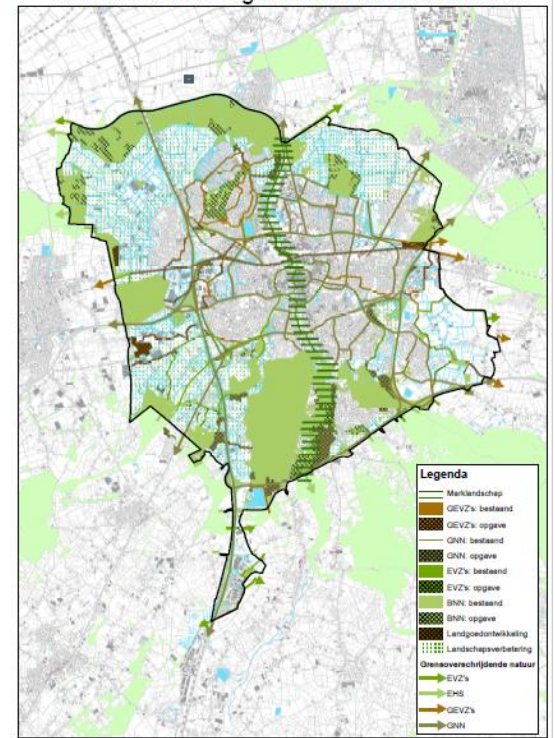 Legenda
Marklandschap
GEVZ's: bestaand
GEVZ's: opgave
GNN: bestaand
GNN: opgave
EVZ's: bestaand
EVZ's: opgave
BNN: bestaand
BNN: opgave
Landgoedontwikkeling
Landschapsverbetering
Grensoverschrijdende natuur
EVZ's
EHS
GEVZ's
GNN